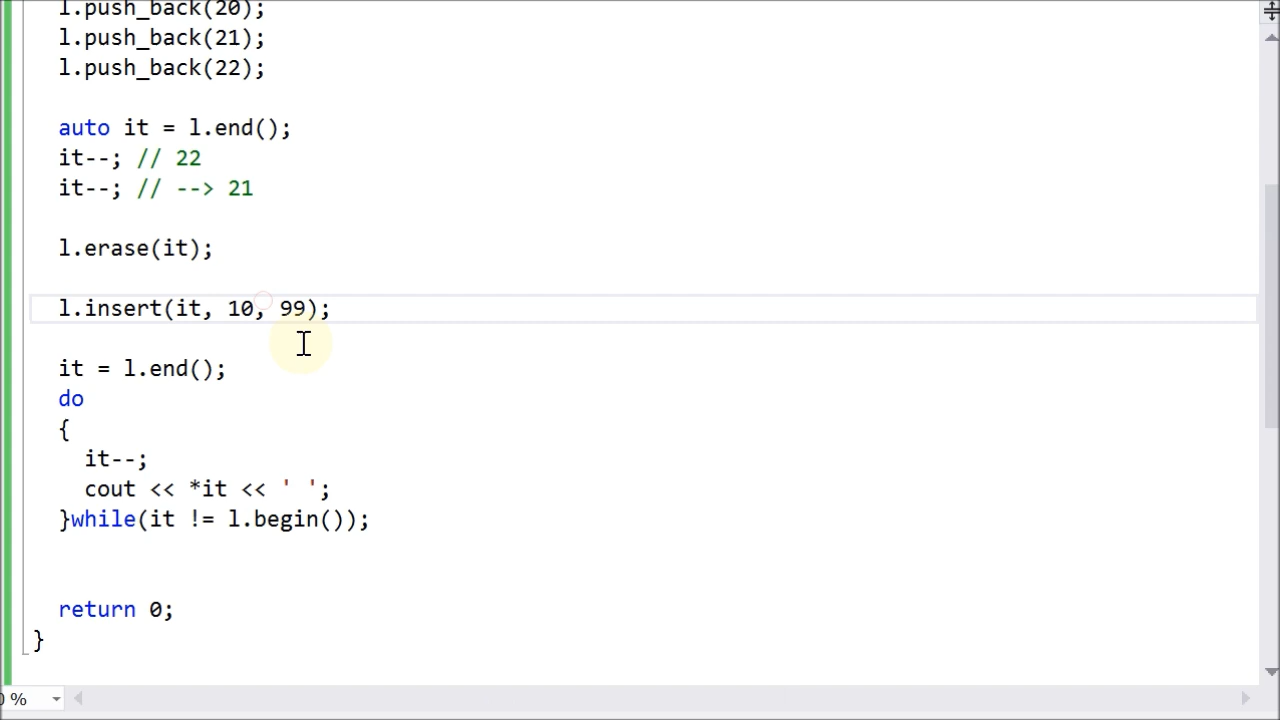 l.push_back(20);
l.push_back(21);
l.push_back(22);
auto it = l.end();
it--; // 22
it--; // --> 21
l.erase(it);
l.insert(it, 10, 99);
it = l.end();
do
{
it--;
cout << *it << ' ';
}while(it != l.begin());
return 0;
}
0 %